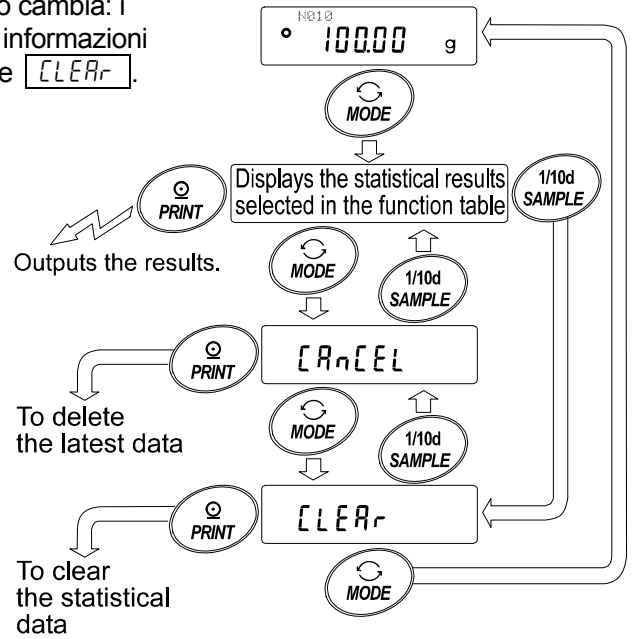 o cambia: i
informazioni
e CLEAr.
N010
100.00 g
MODE
Displays the statistical results
selected in the function table
PRINT
1/10d
SAMPLE
Outputs the results.
MODE
1/10d
SAMPLE
CAnCEL
PRINT
To delete
the latest data
MODE
1/10d
SAMPLE
CLEAr
PRINT
To clear
the statistical
data
MODE